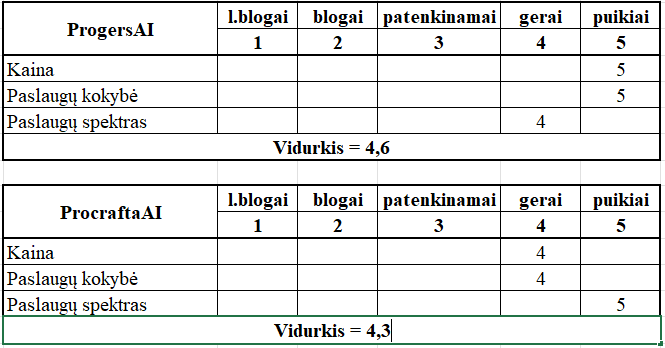 ProgersAI l.blogai blogai patenkinamai gerai puikiai
1 2 3 4 5
Kaina 5
Paslaugų kokybė 5
Paslaugų spektras 4
Vidurkis = 4,6
ProcraftaAI l.blogai blogai patenkinamai gerai puikiai
1 2 3 4 5
Kaina 4
Paslaugų kokybė 4
Paslaugų spektras 5
Vidurkis = 4,3